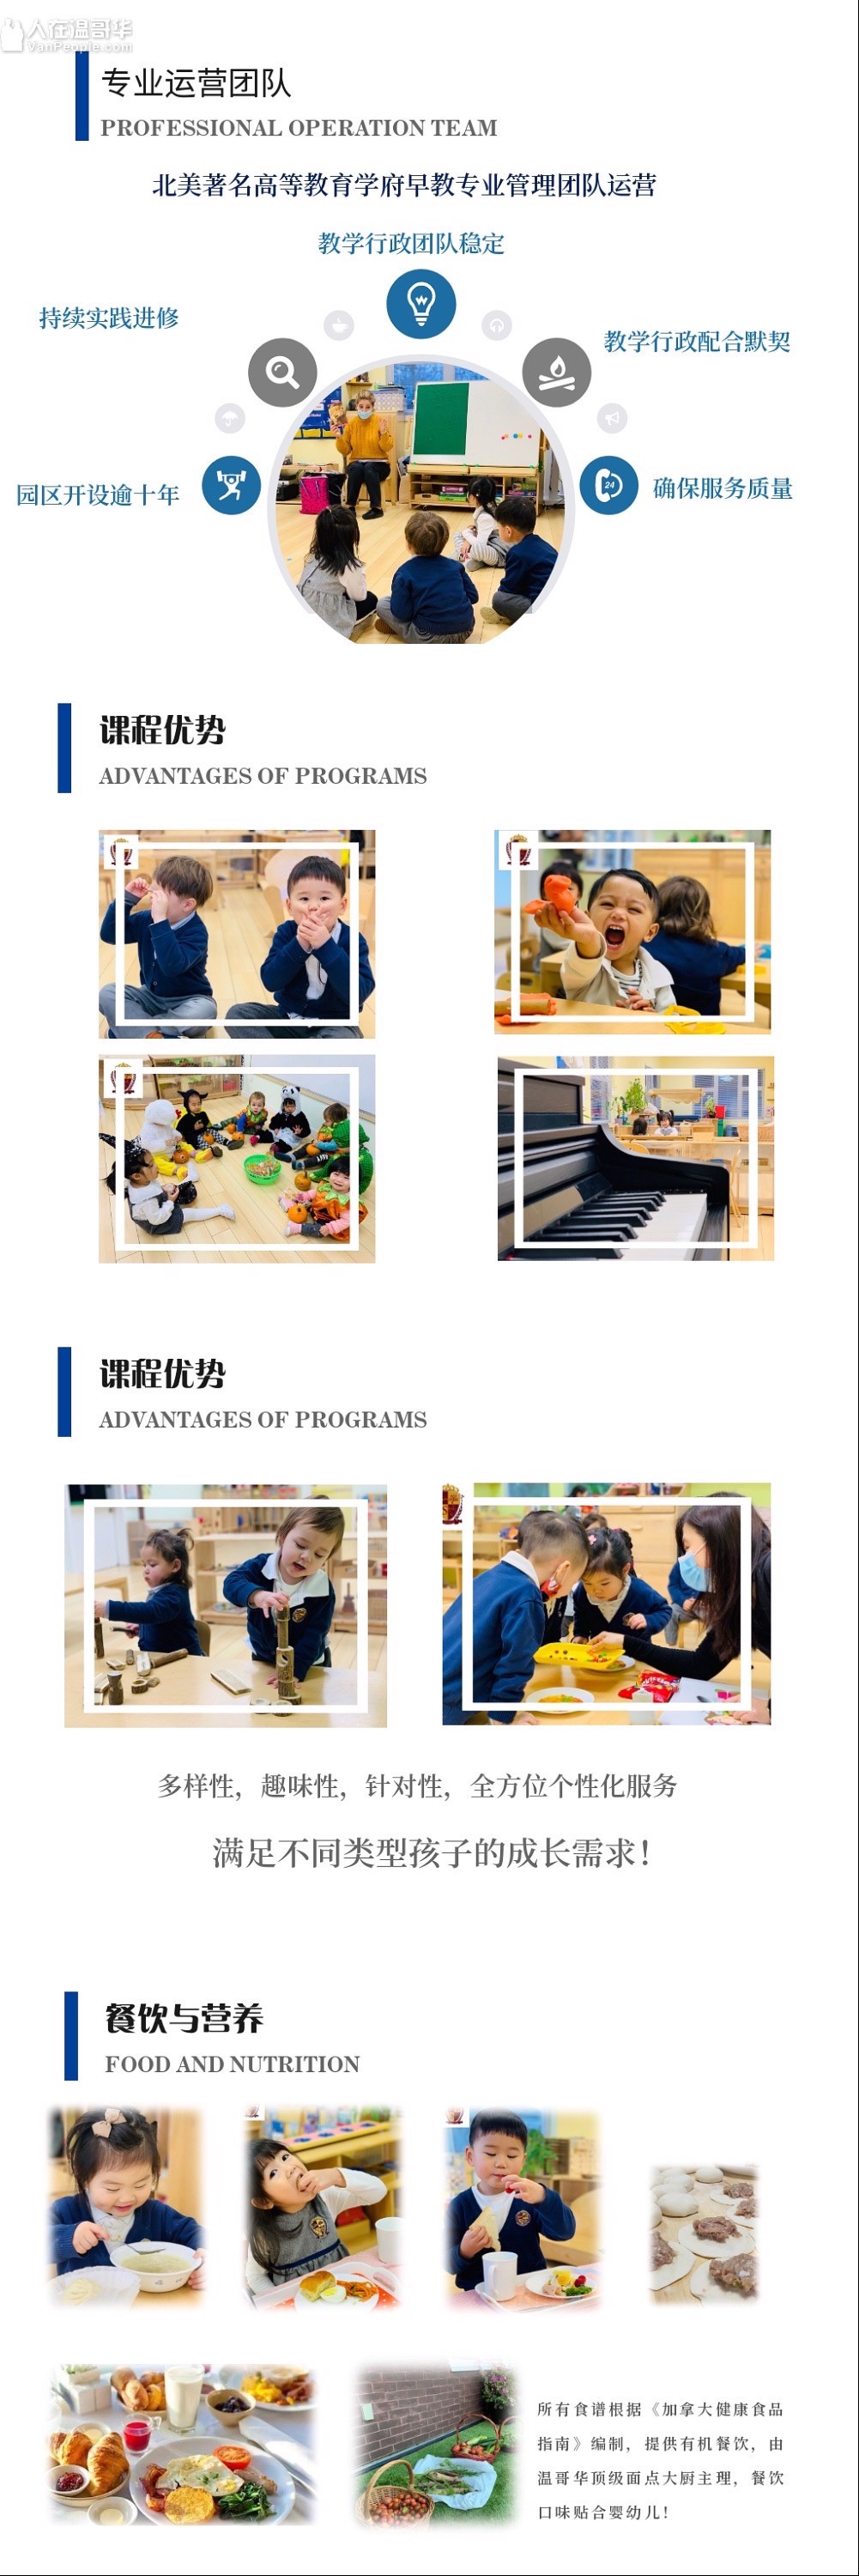 人在温哥华
VanPeople.com
专业运营团队
PROFESSIONAL OPERATION TEAM
北美著名高等教育学府早教专业管理团队运营
教学行政团队稳定
持续实践进修
教学行政配合默契
园区开设逾十年
24
确保服务质量
课程优势
ADVANTAGES OF PROGRAMS
课程优势
ADVANTAGES OF PROGRAMS
多样性，趣味性，针对性，全方位个性化服务
满足不同类型孩子的成长需求！
餐饮与营养
FOOD AND NUTRITION
所有食谱根据《加拿大健康食品
指南》编制，提供有机餐饮，由
温哥华顶级面点大厨主理，餐饮
口味贴合婴幼儿！